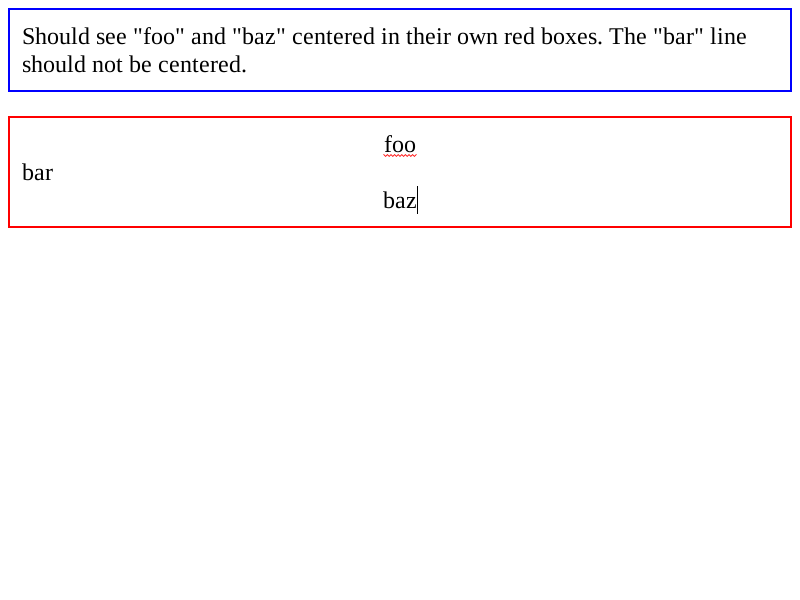 Should see "foo" and "baz" centered in their own red boxes. The "bar" line
should not be centered.
foo
bar
baz